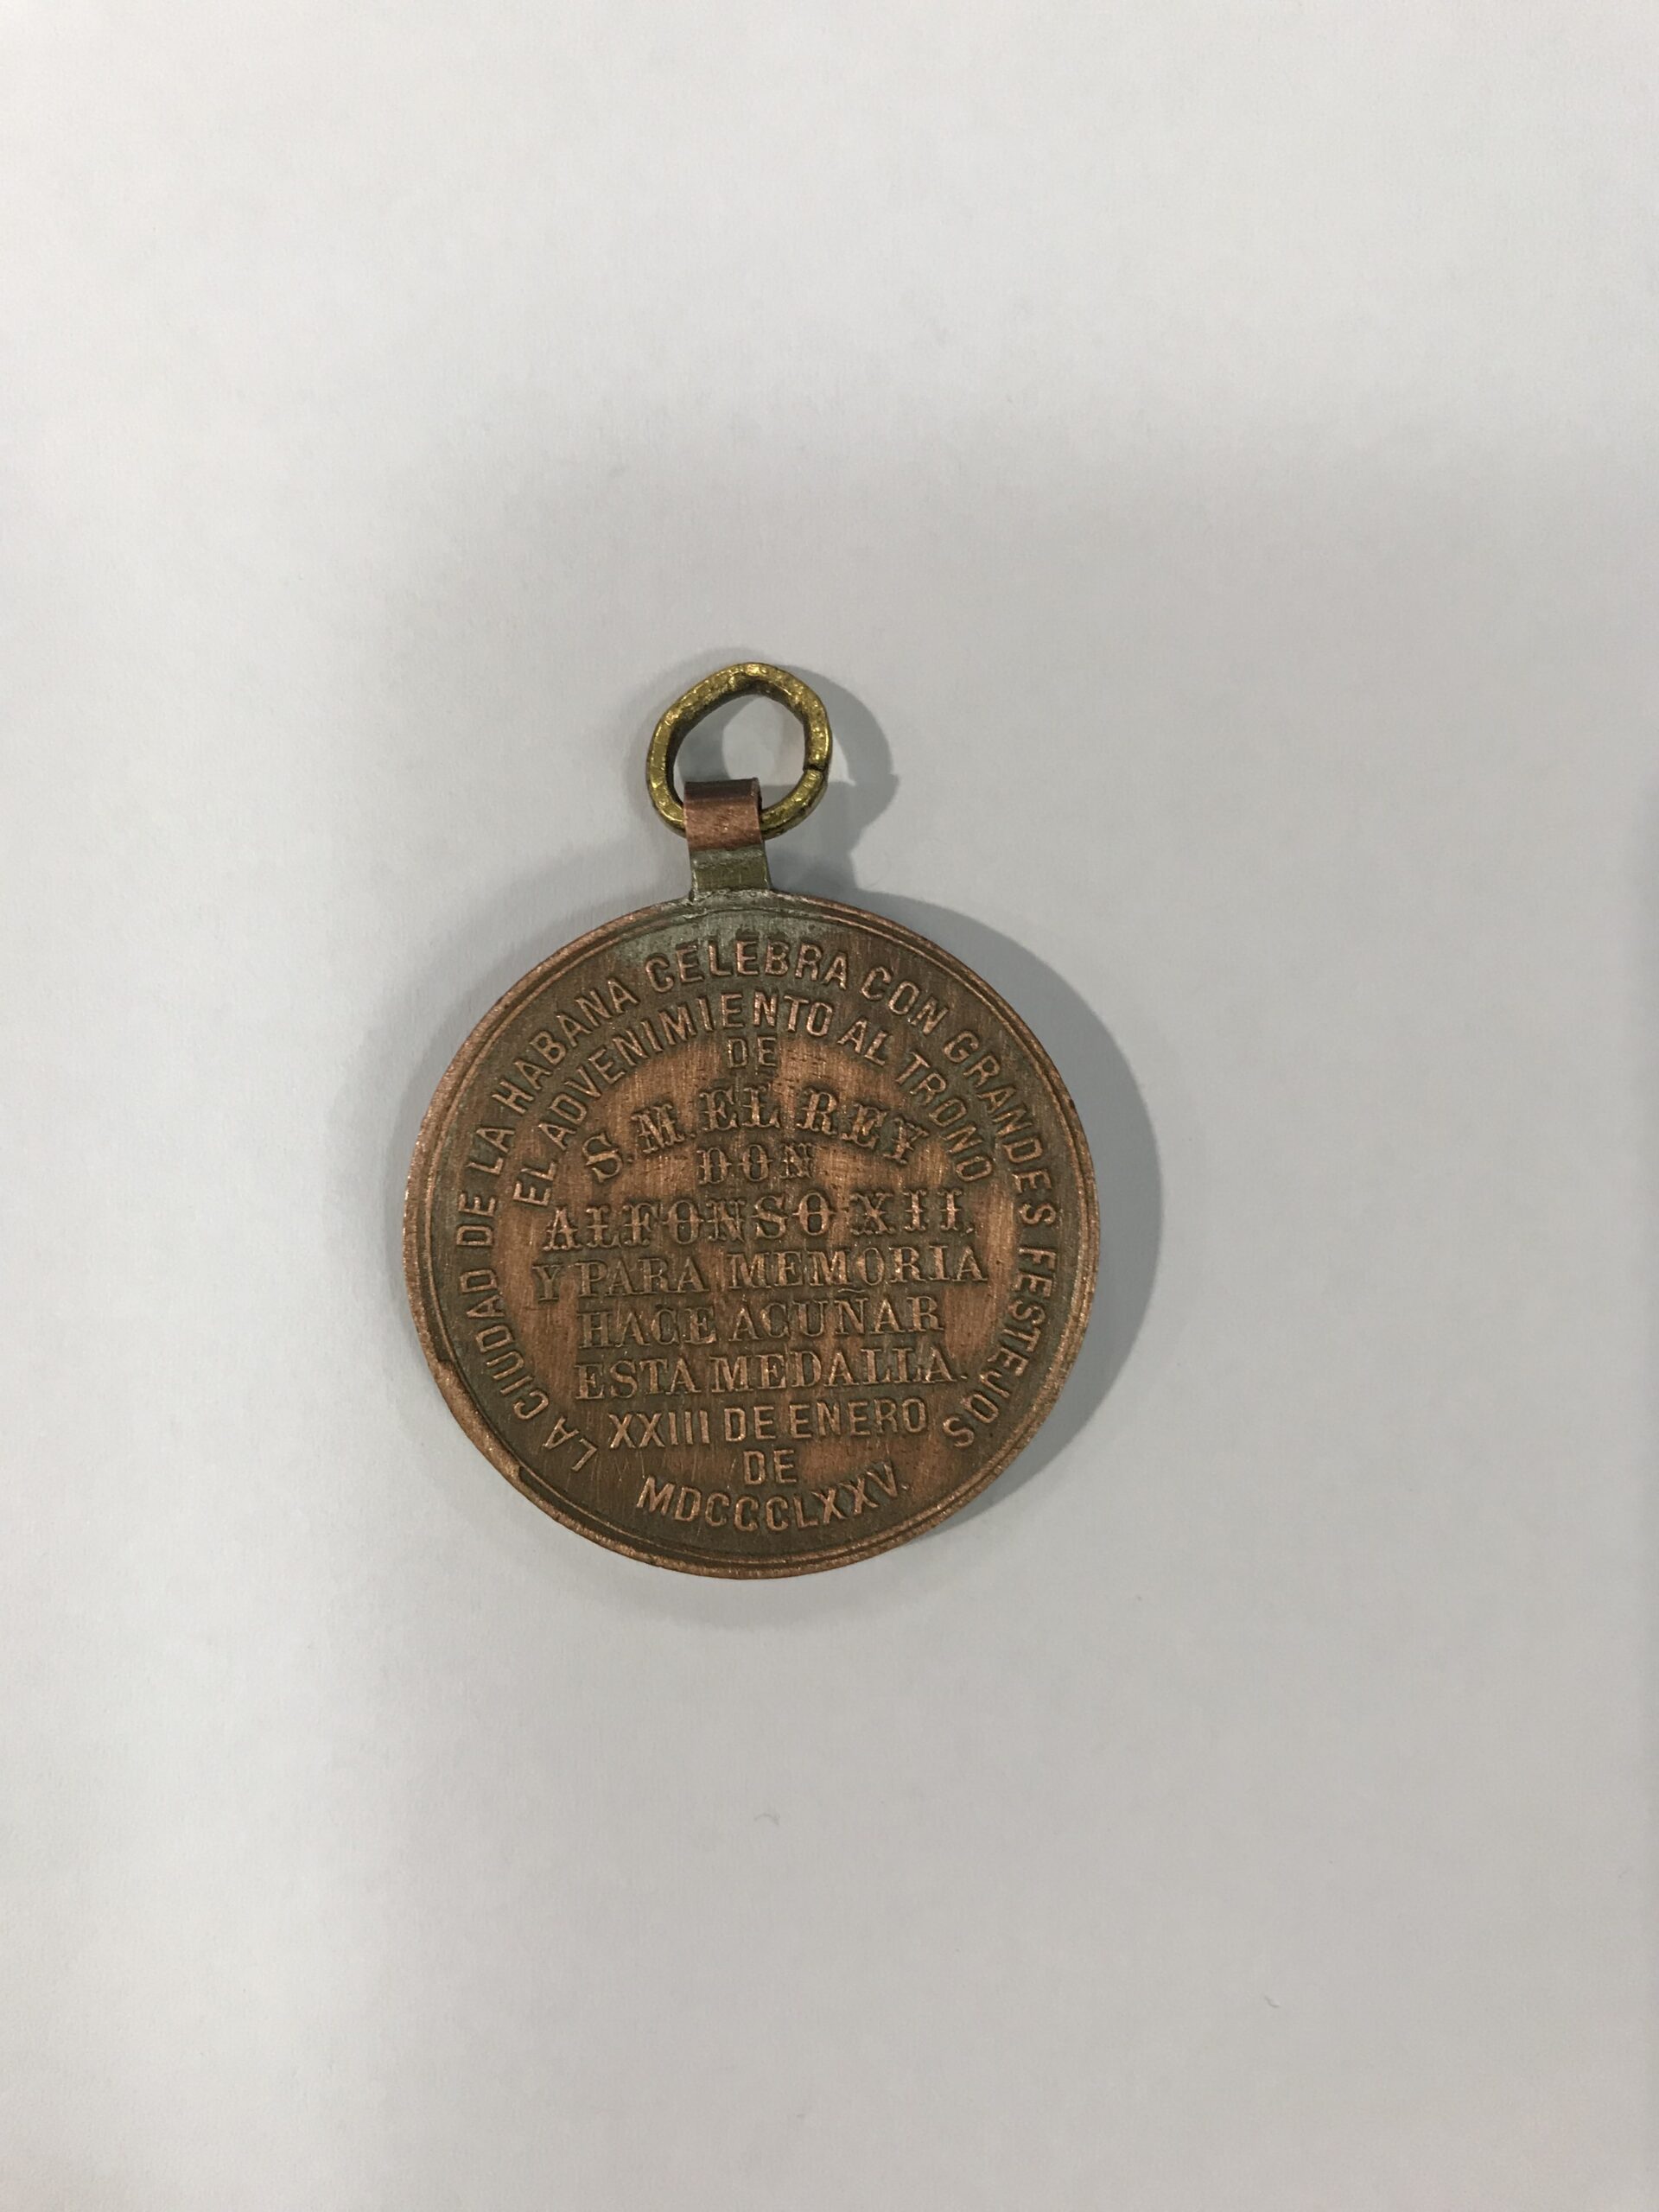 LA CIUDAD DE LA HABANA CELEBRA CON GRANDES FESTEJOS
EL ADVENIMIENTO AL TRONO
DE
S. M. EL REY
DON
ALFONSO XII,
Y PARA MEMORIA
HACE ACUÑAR
ESTA MEDALLA.
XXIII DE ENERO
DE
MDCCCLXXV.